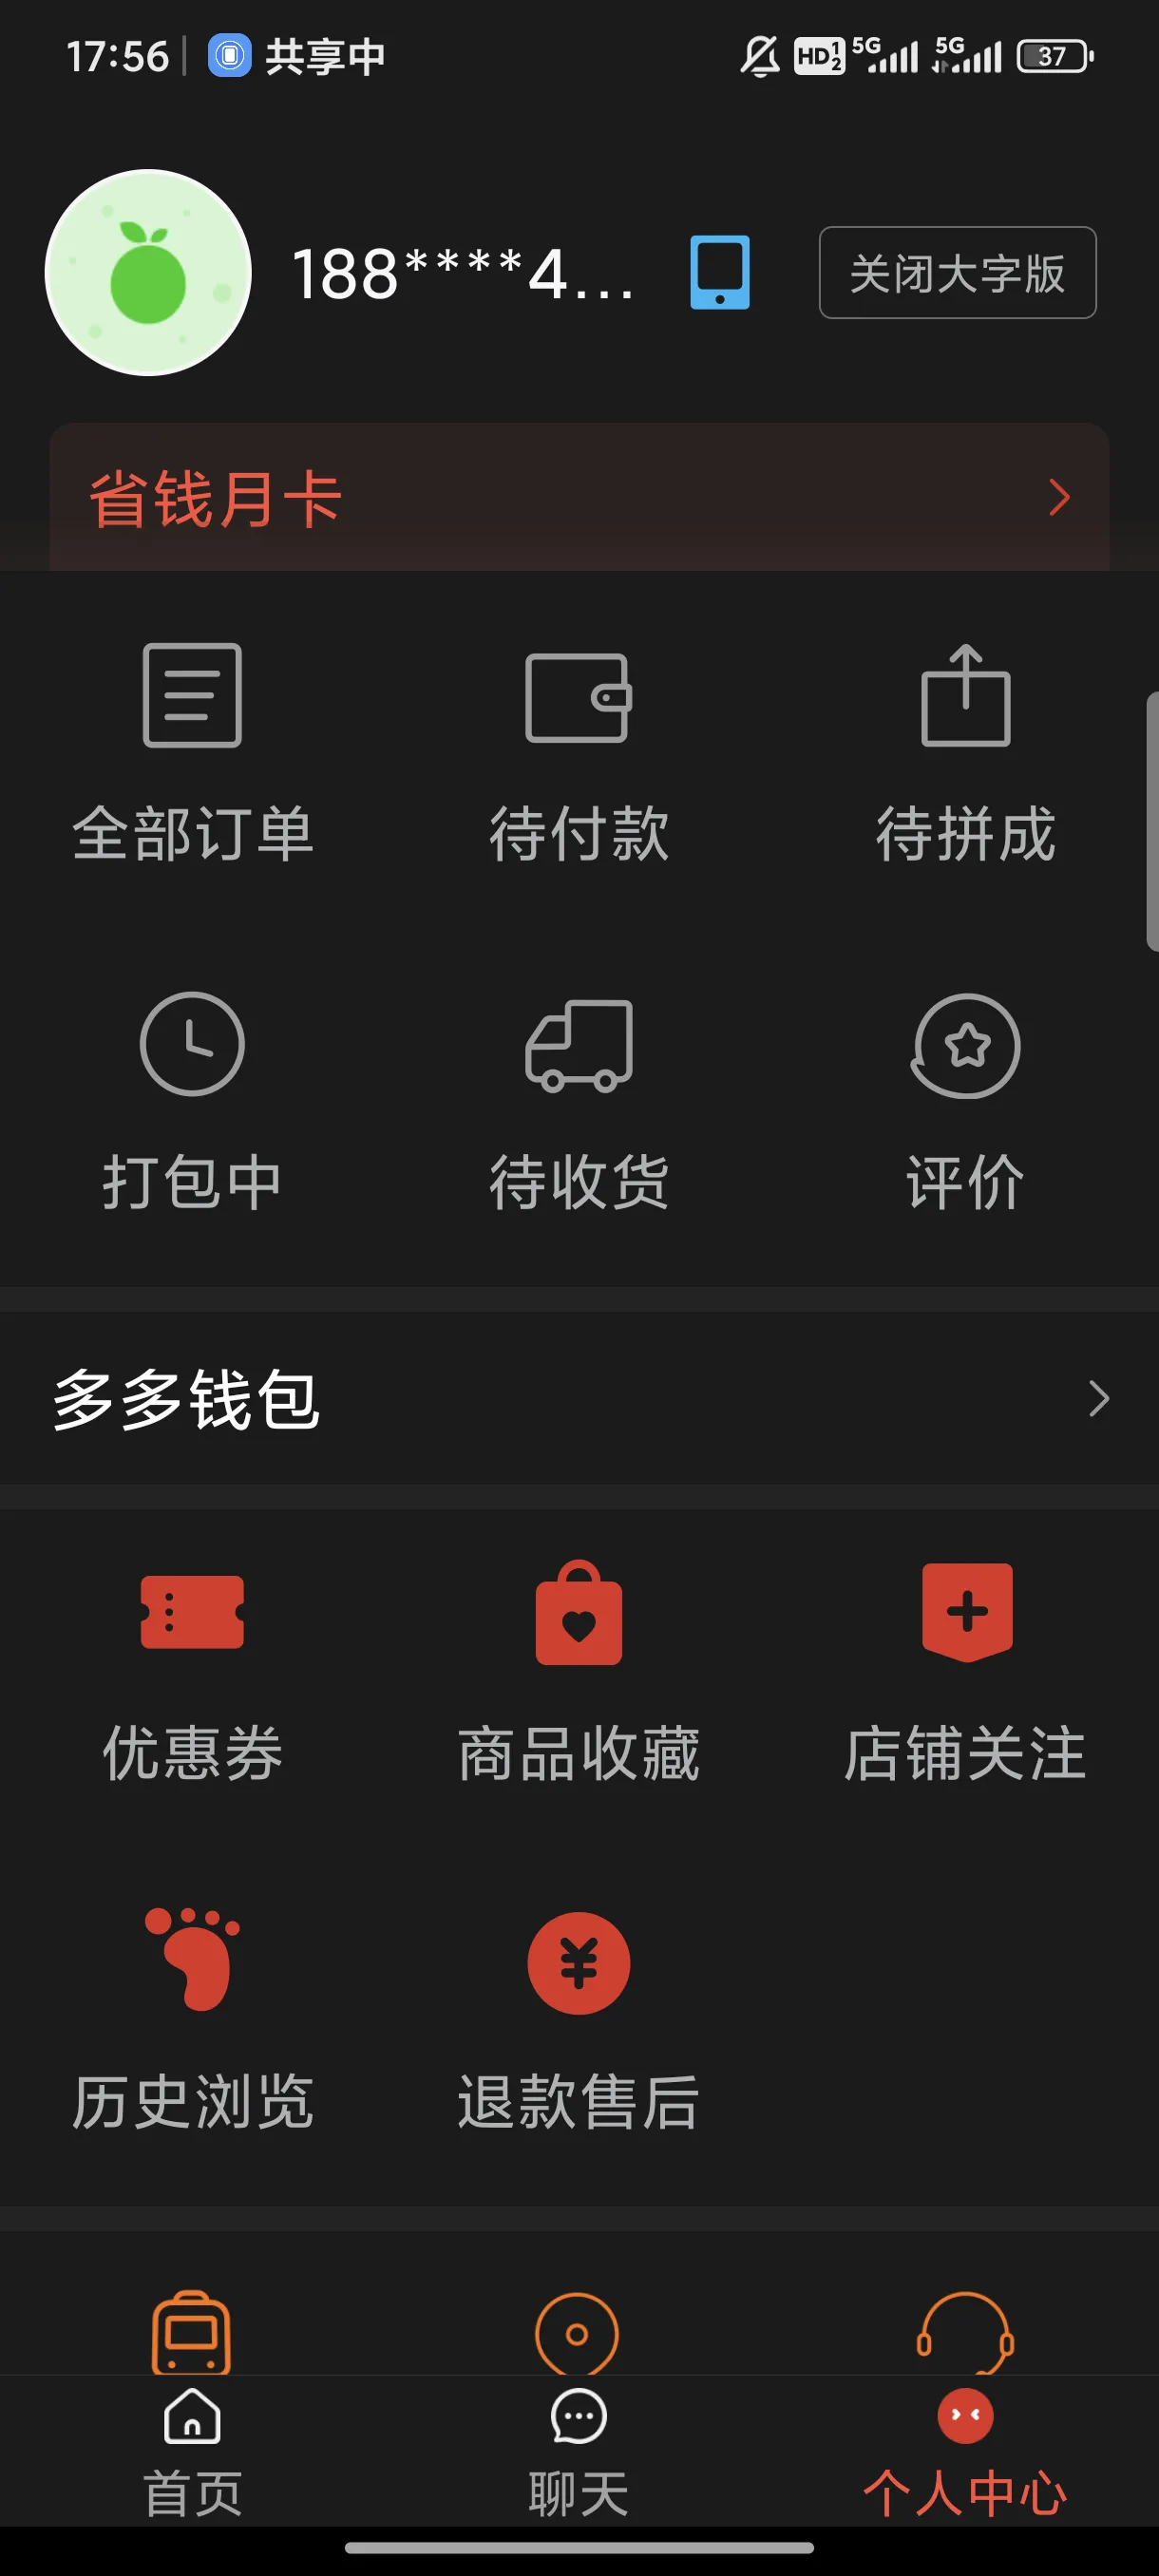 17:56 共享中 HD 1 2 5G 5G 37
188****4... 关闭大字版
省钱月卡
全部订单 待付款 待拼成
打包中 待收货 评价
多多钱包
优惠券 商品收藏 店铺关注
历史浏览 退款售后
首页 聊天 个人中心